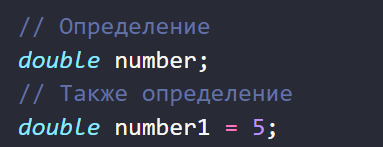 // Определение
double number;
// Также определение
double number1 = 5;